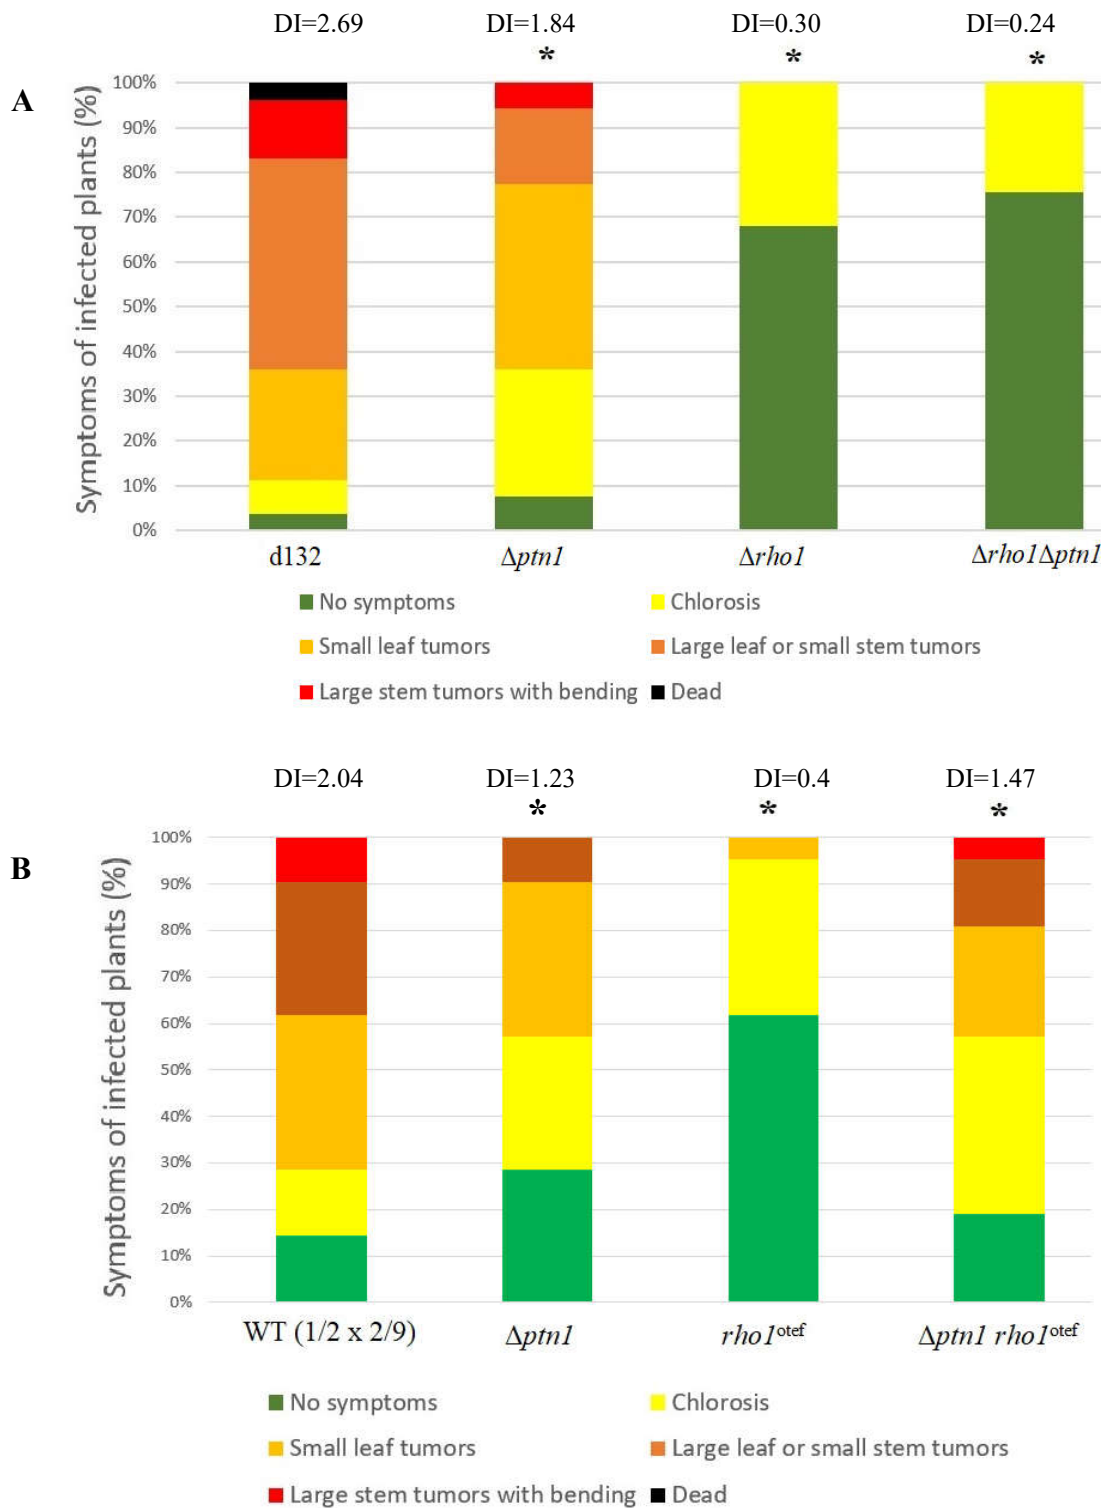 DI=2.69 DI=1.84 DI=0.30 DI=0.24
* * *
A
Symptoms of infected plants (%)
100%
90%
80%
70%
60%
50%
40%
30%
20%
10%
0%
d132 Δptn1 Δrho1 Δrho1Δptn1
No symptoms Chlorosis
Small leaf tumors Large leaf or small stem tumors
Large stem tumors with bending Dead
DI=2.04 DI=1.23 DI=0.4 DI=1.47
* * *
B
Symptoms of infected plants (%)
100%
90%
80%
70%
60%
50%
40%
30%
20%
10%
0%
WT (1/2 x 2/9) Δptn1 rho1otef Δptn1 rho1otef
No symptoms Chlorosis
Small leaf tumors Large leaf or small stem tumors
Large stem tumors with bending Dead